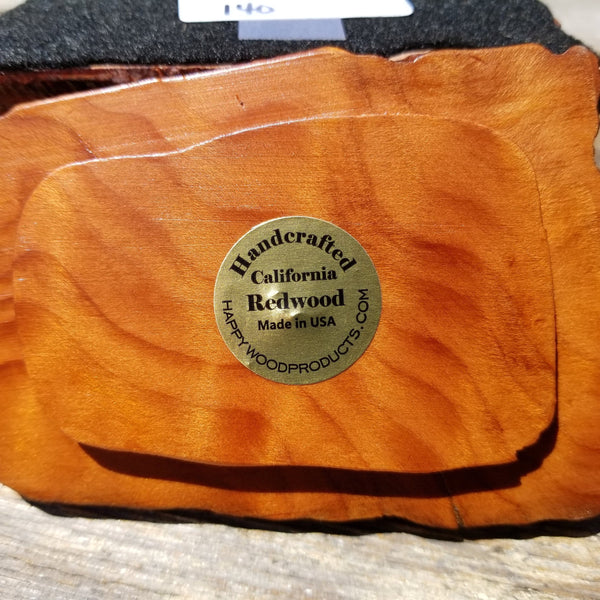 140
Handcrafted
California
Redwood
Made in USA
HAPPYWOODPRODUCTS.COM